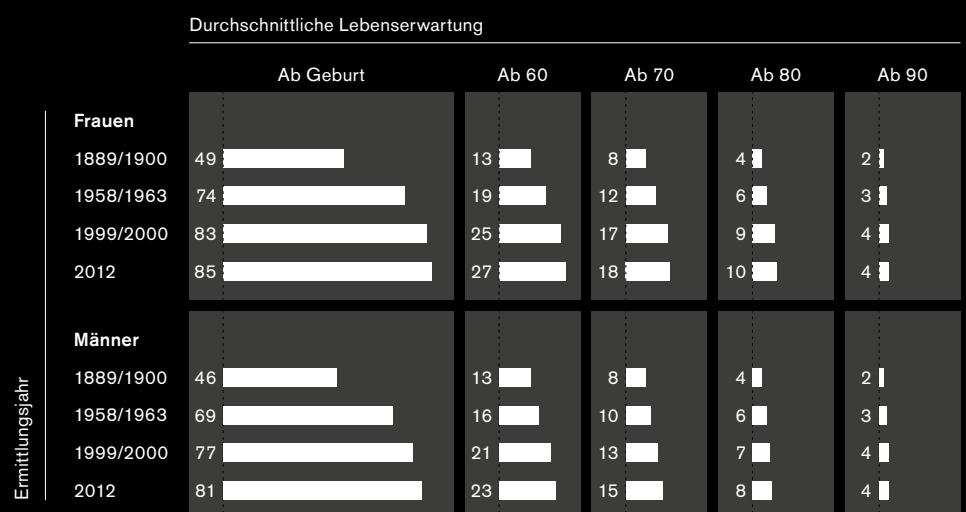 Durchschnittliche Lebenserwartung
Ab Geburt Ab 60 Ab 70 Ab 80 Ab 90
Frauen
1889/1900 49 13 8 4 2
1958/1963 74 19 12 6 3
1999/2000 83 25 17 9 4
2012 85 27 18 10 4
Männer
1889/1900 46 13 8 4 2
1958/1963 69 16 10 6 3
1999/2000 77 21 13 7 4
2012 81 23 15 8 4
Ermittlungsjahr